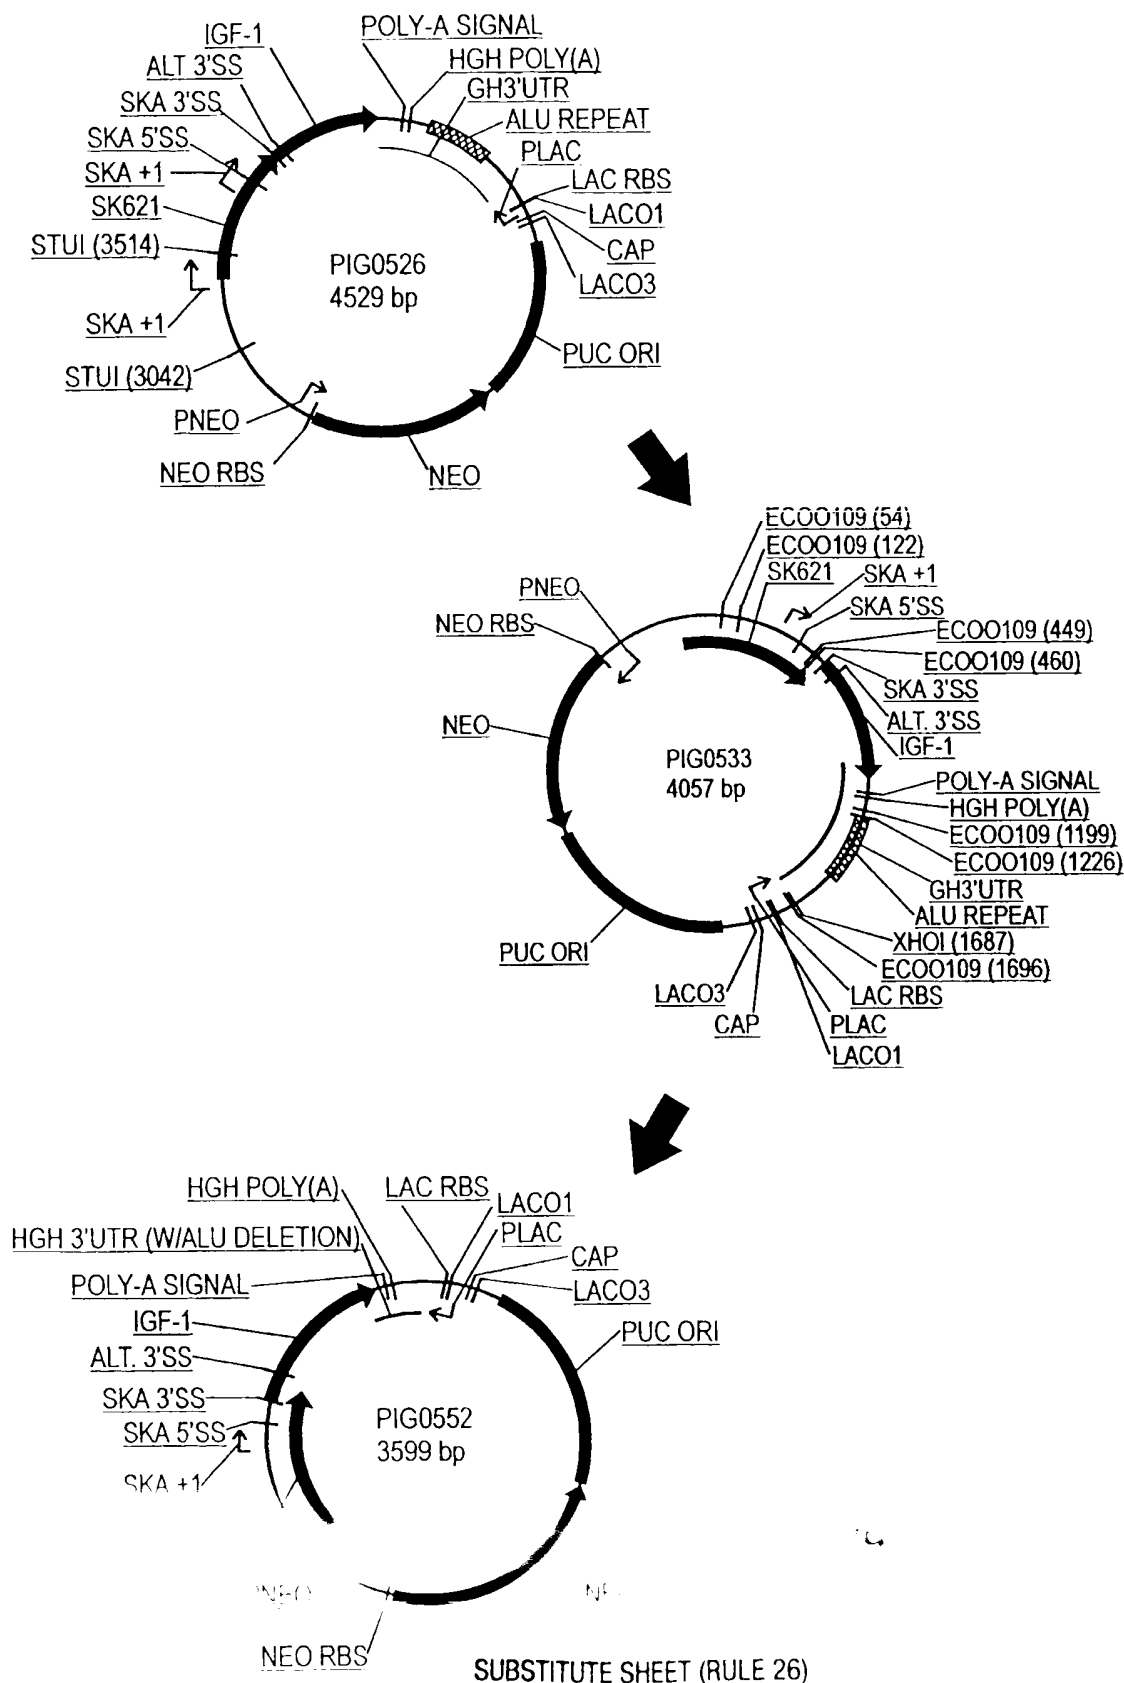 POLY-A SIGNAL
IGF-1
HGH POLY(A)
ALT 3'SS
GH3'UTR
SKA 3'SS
ALU REPEAT
SKA 5'SS
PLAC
SKA +1
LAC RBS
SK621
LACO1
STUI (3514)
CAP
PIG0526
4529 bp
LACO3
SKA +1
PUC ORI
STUI (3042)
PNEO
NEO RBS
NEO
ECOO109 (54)
ECOO109 (122)
SK621
SKA +1
PNEO
SKA 5'SS
NEO RBS
ECOO109 (449)
ECOO109 (460)
SKA 3'SS
ALT. 3'SS
NEO
IGF-1
PIG0533
4057 bp
POLY-A SIGNAL
HGH POLY(A)
ECOO109 (1199)
ECOO109 (1226)
GH3'UTR
ALU REPEAT
XHOI (1687)
PUC ORI
ECOO109 (1696)
LACO3
LAC RBS
CAP
PLAC
LACO1
HGH POLY(A)
LAC RBS
LACO1
HGH 3'UTR (W/ALU DELETION)
PLAC
CAP
POLY-A SIGNAL
LACO3
IGF-1
PUC ORI
ALT. 3'SS
SKA 3'SS
PIG0552
3599 bp
SKA 5'SS
SKA +1
NEO RBS
SUBSTITUTE SHEET (RULE 26)